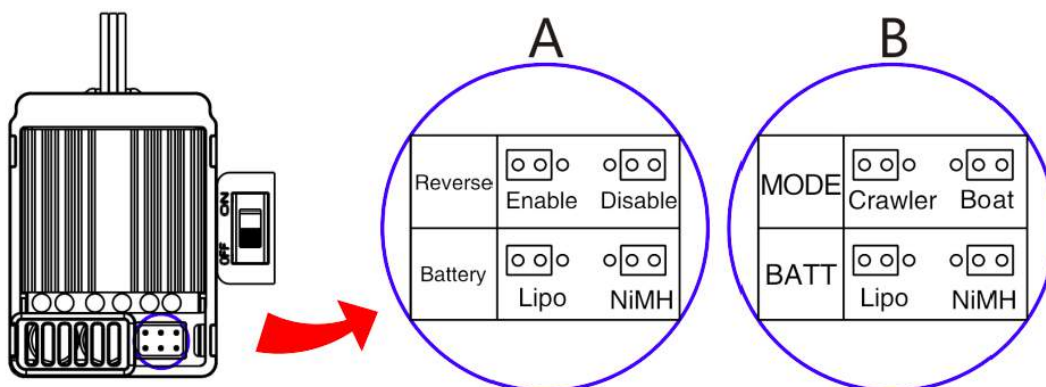 A
B
Reverse
Enable Disable
Battery
Lipo NiMH
MODE
Crawler Boat
BATT
Lipo NiMH
ON
OFF